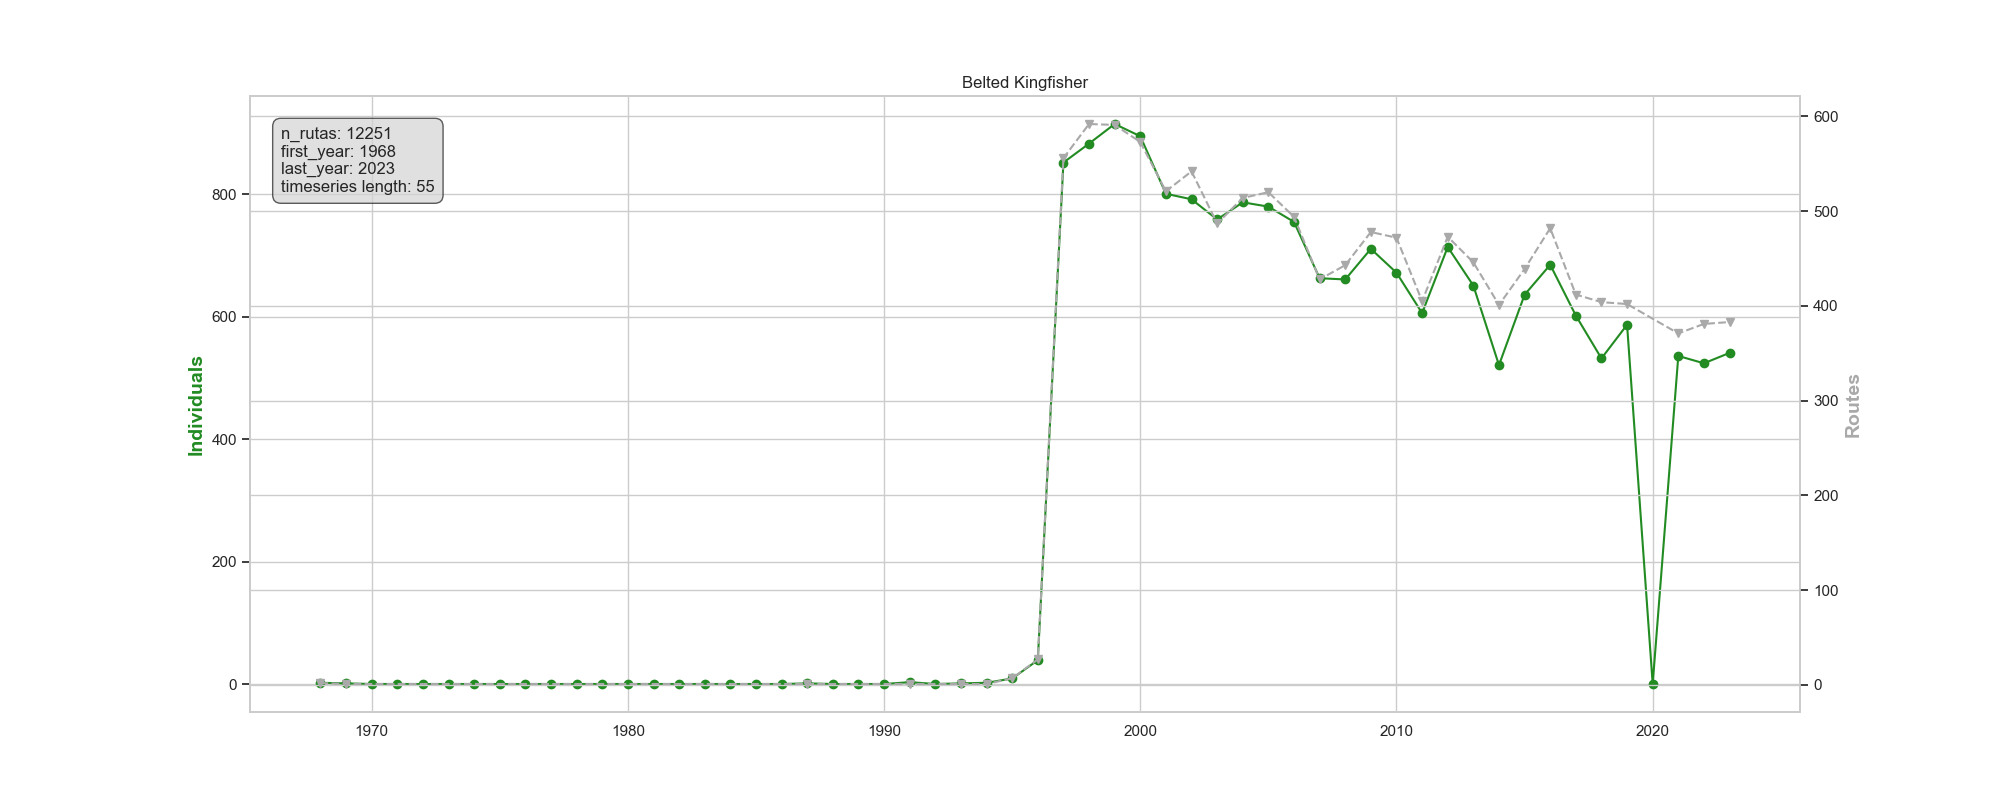 Belted Kingfisher
n_rutas: 12251
first_year: 1968
last_year: 2023
timeseries length: 55
Individuals
800
600
400
200
0
Routes
600
500
400
300
200
100
0
1970 1980 1990 2000 2010 2020